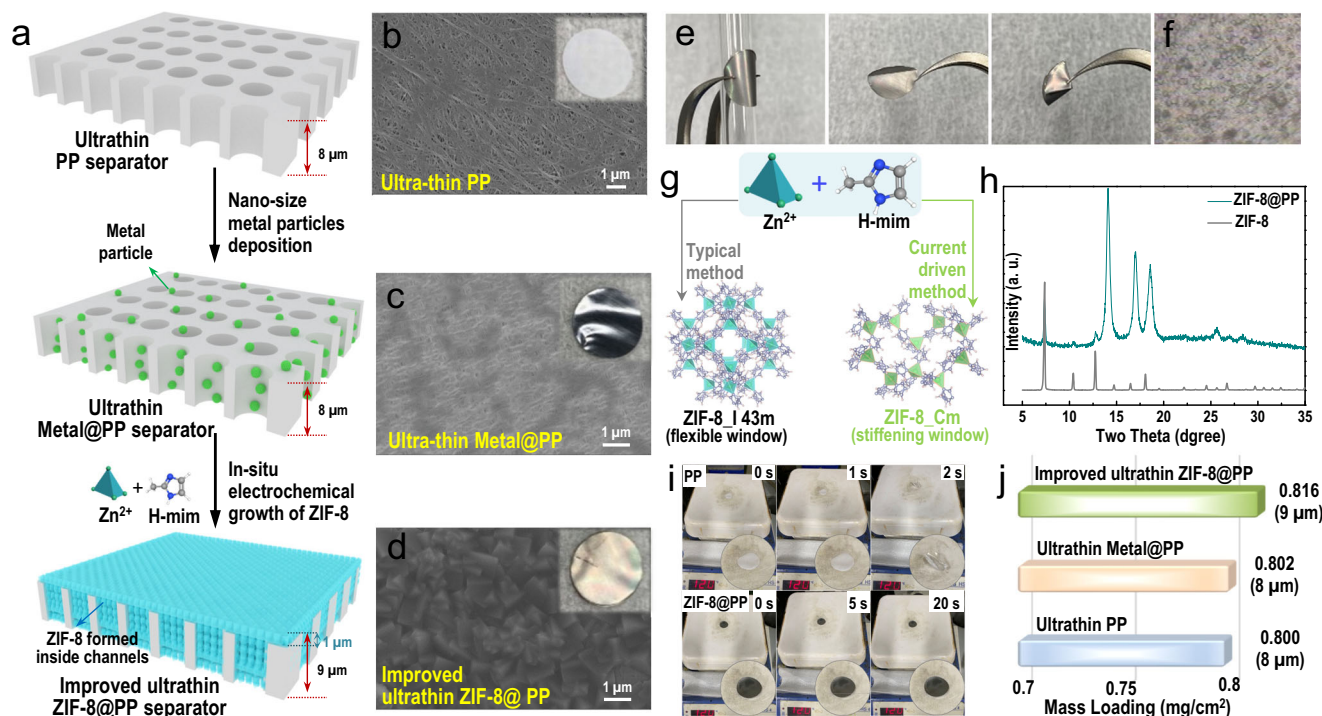 a
Ultrathin
PP separator
8 μm
Nano-size
metal particles
deposition
Metal
particle
Ultrathin
Metal@PP separator
8 μm
Zn²⁺
+
H-mim
In-situ
electrochemical
growth of ZIF-8
ZIF-8 formed
inside channels
1 μm
9 μm
Improved ultrathin
ZIF-8@PP separator
b
Ultra-thin PP
1 μm
c
Ultra-thin Metal@PP
1 μm
d
Improved
ultrathin ZIF-8@ PP
1 μm
e
f
g
+
Zn²⁺
H-mim
Typical
method
Current
driven
method
ZIF-8_I 43m
(flexible window)
ZIF-8_Cm
(stiffening window)
h
ZIF-8@PP
ZIF-8
Intensity (a. u.)
5 10 15 20 25 30 35
Two Theta (dgree)
i
PP
0 s
1 s
2 s
120
120
120
ZIF-8@PP
0 s
5 s
20 s
j
Improved ultrathin ZIF-8@PP
0.816
(9 μm)
Ultrathin Metal@PP
0.802
(8 μm)
Ultrathin PP
0.800
(8 μm)
0.7 0.75 0.8
Mass Loading (mg/cm²)